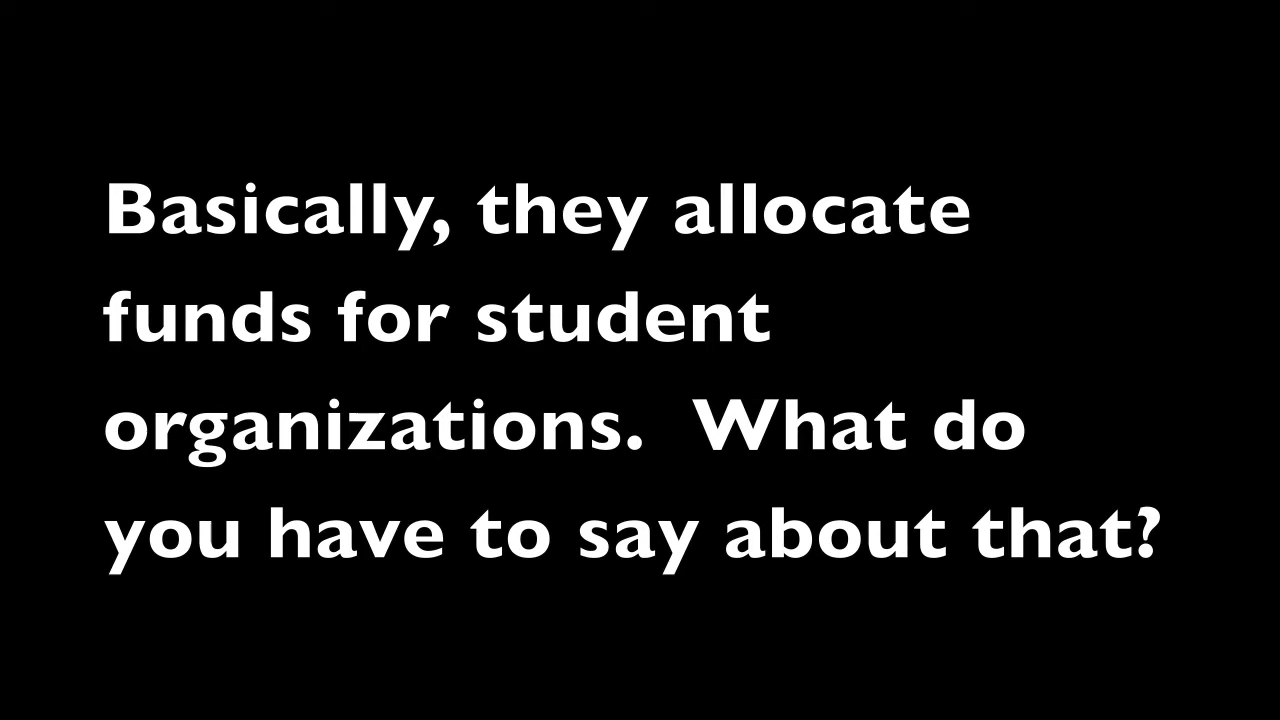 Basically, they allocate
funds for student
organizations.  What do
you have to say about that?